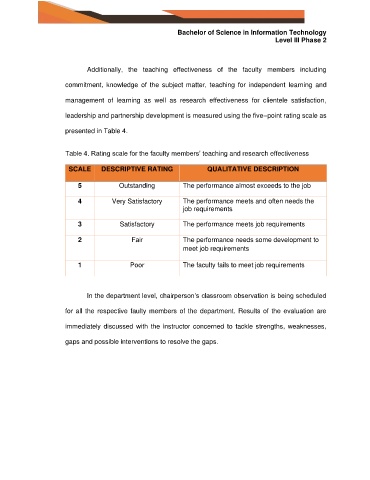 Bachelor of Science in Information Technology
Level III Phase 2
Additionally, the teaching effectiveness of the faculty members including
commitment, knowledge of the subject matter, teaching for independent learning and
management of learning as well as research effectiveness for clientele satisfaction,
leadership and partnership development is measured using the five–point rating scale as
presented in Table 4.
Table 4. Rating scale for the faculty members' teaching and research effectiveness
SCALE DESCRIPTIVE RATING QUALITATIVE DESCRIPTION
5 Outstanding The performance almost exceeds to the job
4 Very Satisfactory The performance meets and often needs the
job requirements
3 Satisfactory The performance meets job requirements
2 Fair The performance needs some development to
meet job requirements
1 Poor The faculty fails to meet job requirements
In the department level, chairperson's classroom observation is being scheduled
for all the respective faulty members of the department. Results of the evaluation are
immediately discussed with the instructor concerned to tackle strengths, weaknesses,
gaps and possible interventions to resolve the gaps.